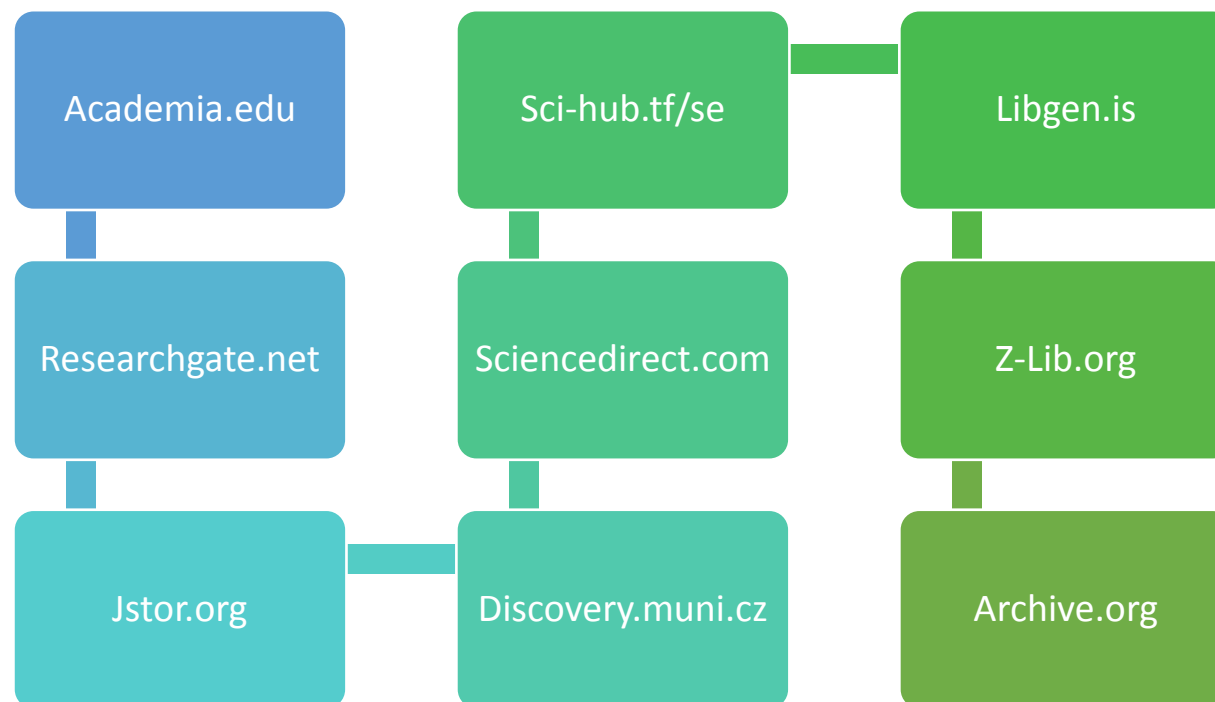 Academia.edu
Researchgate.net
Jstor.org
Discovery.muni.cz
Sciencedirect.com
Sci-hub.tf/se
Libgen.is
Z-Lib.org
Archive.org